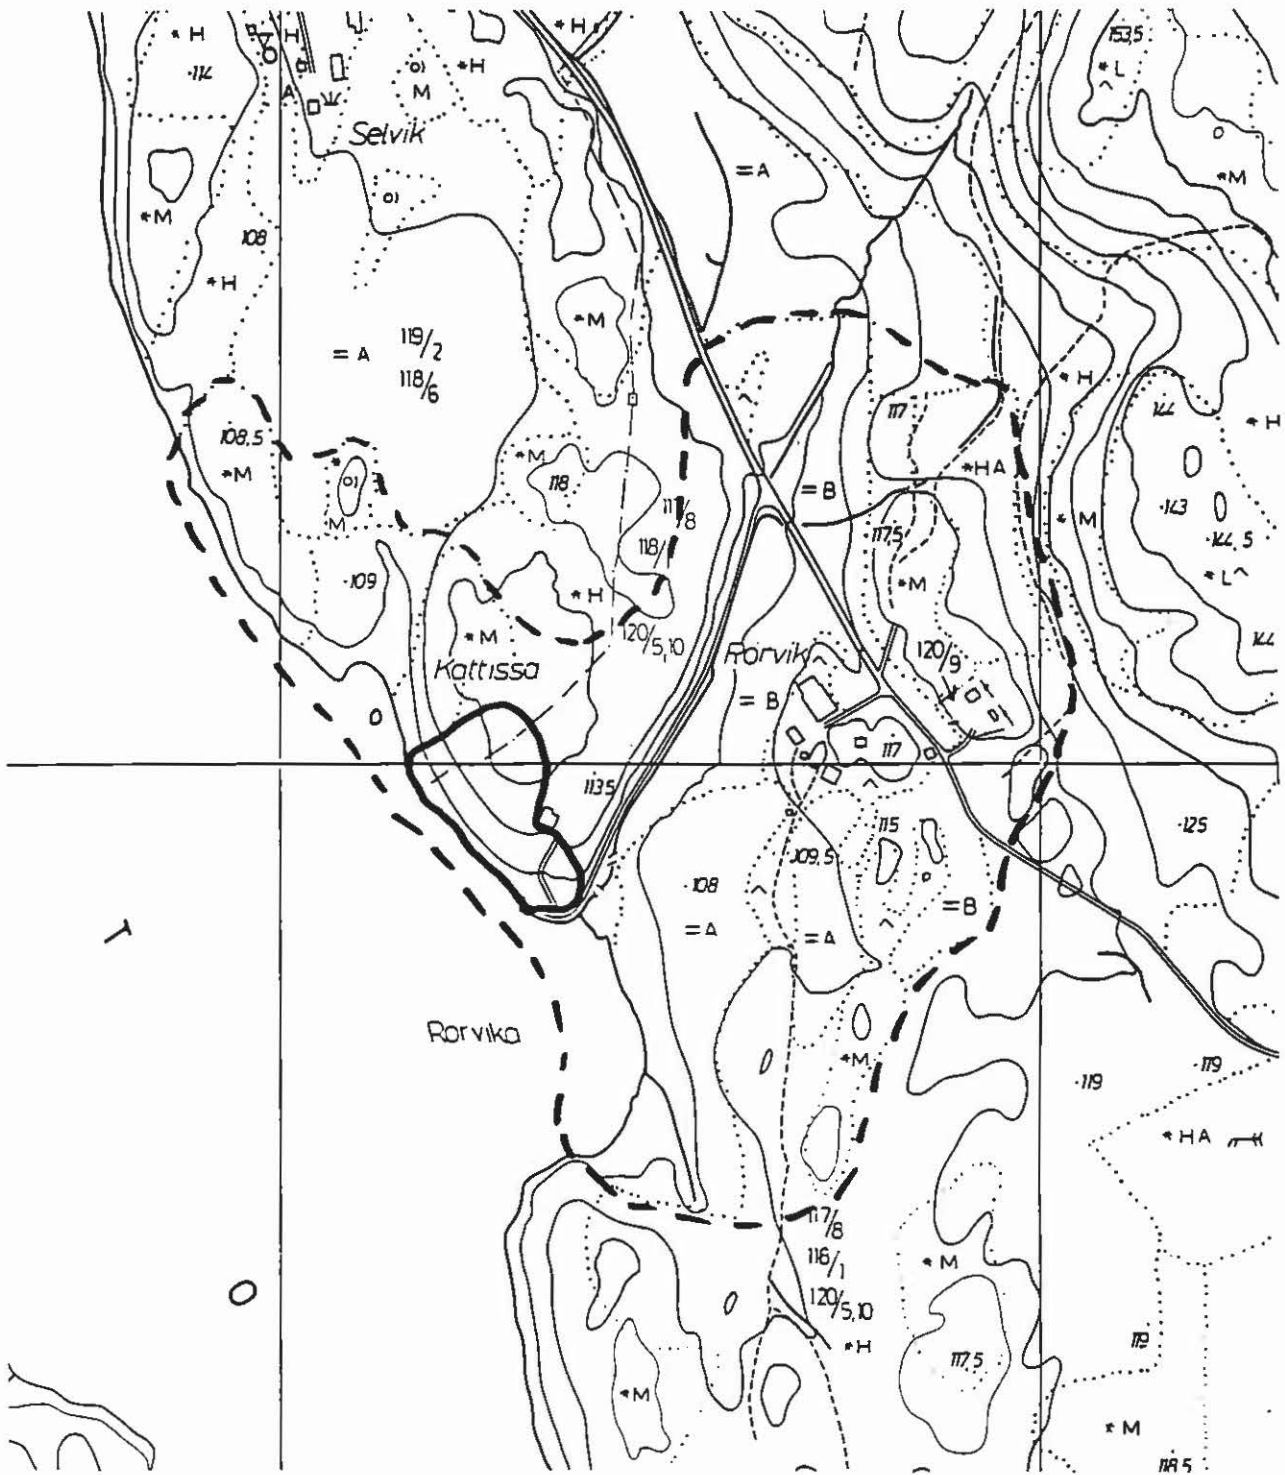 *H
H
*H
153,5
*L
·114
o)
*H
M
A
Selvik
=A
*M
*M
o)
108
*H
*M
119/2
=A
118/6
*H
144
*H
117
108,5
*M
*M
118
*HA
o)
=B
117/8
M
·143
*M
117,5
144,5
118/
·109
*L
*H
*M
*M
120/5,10
144
Rorvik
120/9
Kattissa
=B
117
113,5
115
·125
109,5
·108
=B
=A
=A
T
Rorvika
*M
·119
·119
*HA
117/8
*M
116/1
O
120/5,10
119
*H
117,5
*M
*M
118,5